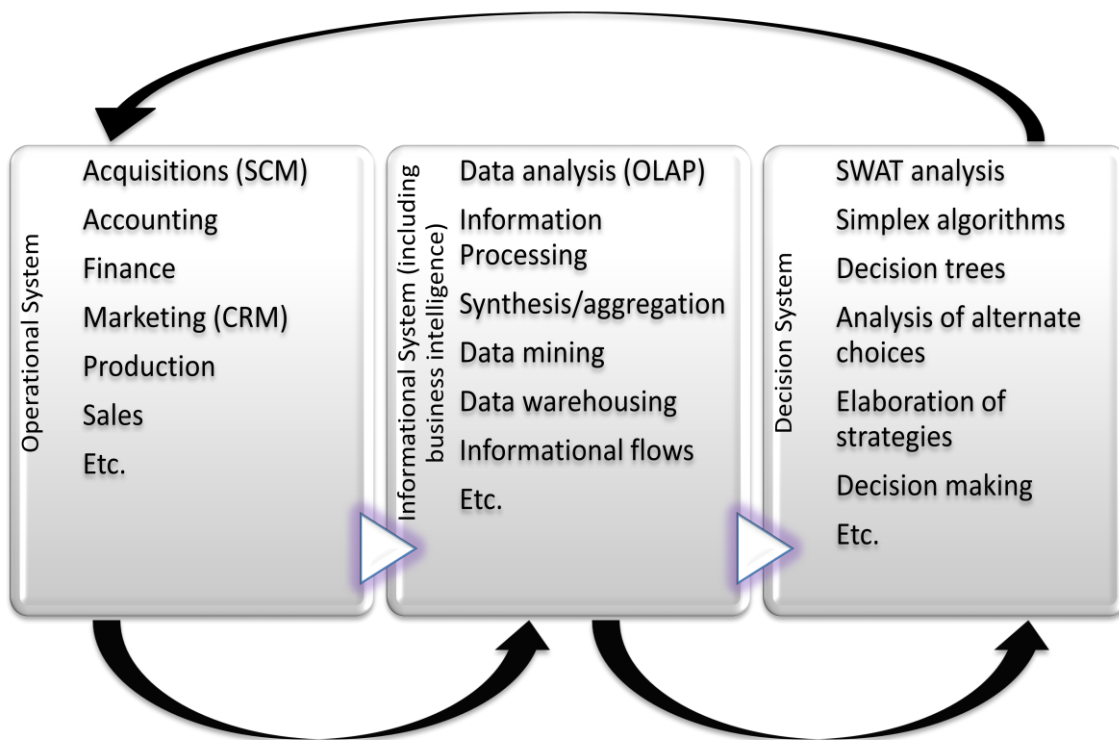 Operational System
Acquisitions (SCM)
Accounting
Finance
Marketing (CRM)
Production
Sales
Etc.
Informational System (including
business intelligence)
Data analysis (OLAP)
Information
Processing
Synthesis/aggregation
Data mining
Data warehousing
Informational flows
Etc.
Decision System
SWAT analysis
Simplex algorithms
Decision trees
Analysis of alternate
choices
Elaboration of
strategies
Decision making
Etc.